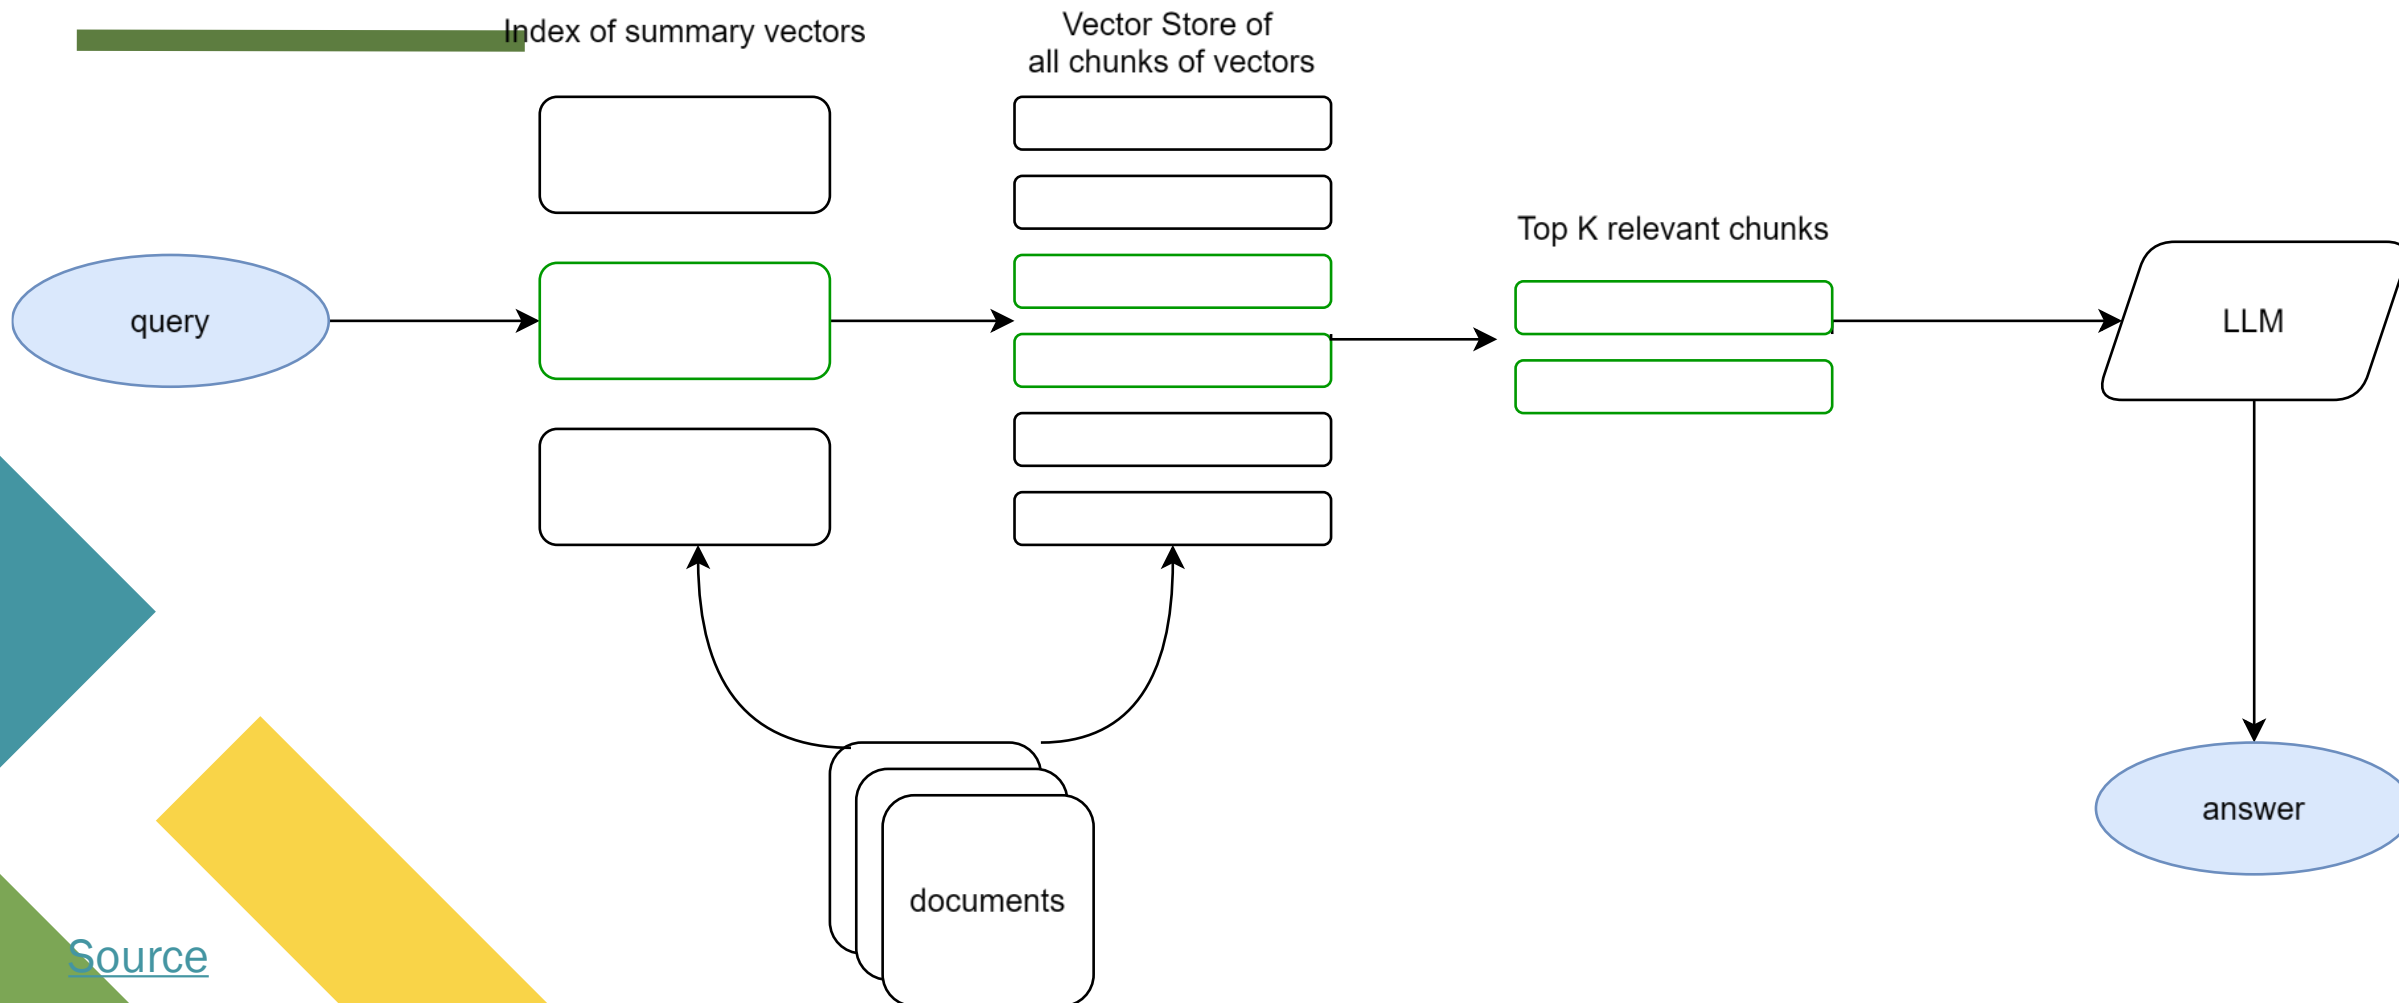 Index of summary vectors
Vector Store of
all chunks of vectors
Top K relevant chunks
query
LLM
answer
documents
Source